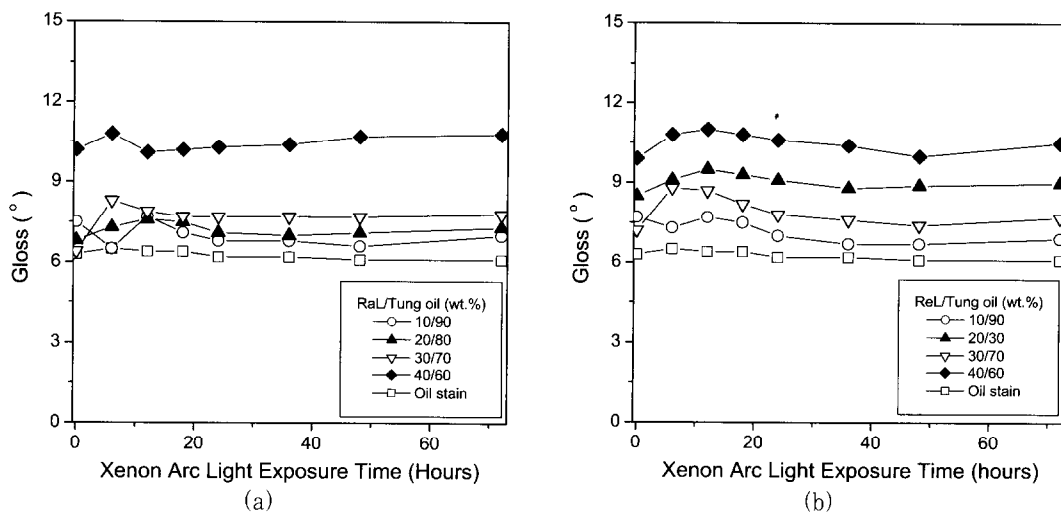 15
12
9
6
3
0
Gloss ( ° )
RaL/Tung oil (wt.%)
10/90
20/80
30/70
40/60
Oil stain
0 20 40 60
Xenon Arc Light Exposure Time (Hours)
(a)
15
12
9
6
3
0
Gloss ( ° )
ReL/Tung oil (wt.%)
10/90
20/30
30/70
40/60
Oil stain
0 20 40 60
Xenon Arc Light Exposure Time (hours)
(b)